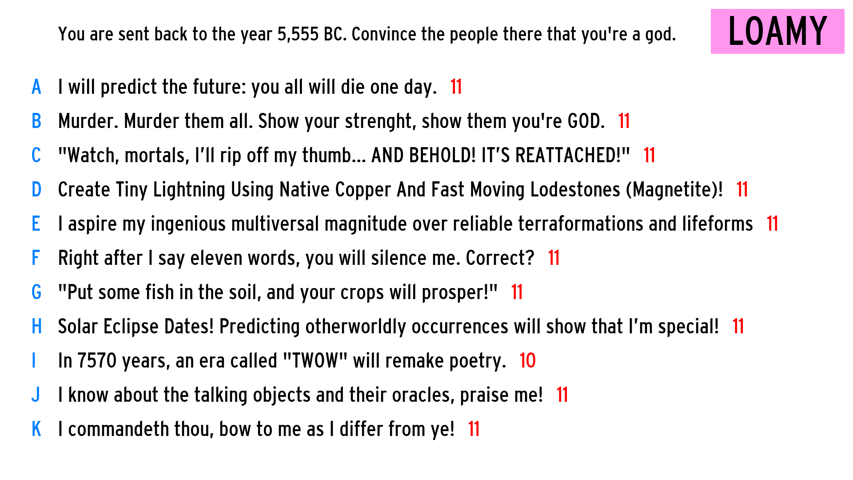 You are sent back to the year 5,555 BC. Convince the people there that you're a god.
LOAMY
A I will predict the future: you all will die one day. 11
B Murder. Murder them all. Show your strenght, show them you're GOD. 11
C "Watch, mortals, I’ll rip off my thumb... AND BEHOLD! IT’S REATTACHED!" 11
D Create Tiny Lightning Using Native Copper And Fast Moving Lodestones (Magnetite)! 11
E I aspire my ingenious multiversal magnitude over reliable terraformations and lifeforms 11
F Right after I say eleven words, you will silence me. Correct? 11
G "Put some fish in the soil, and your crops will prosper!" 11
H Solar Eclipse Dates! Predicting otherworldly occurrences will show that I’m special! 11
I In 7570 years, an era called "TWOW" will remake poetry. 10
J I know about the talking objects and their oracles, praise me! 11
K I commandeth thou, bow to me as I differ from ye! 11